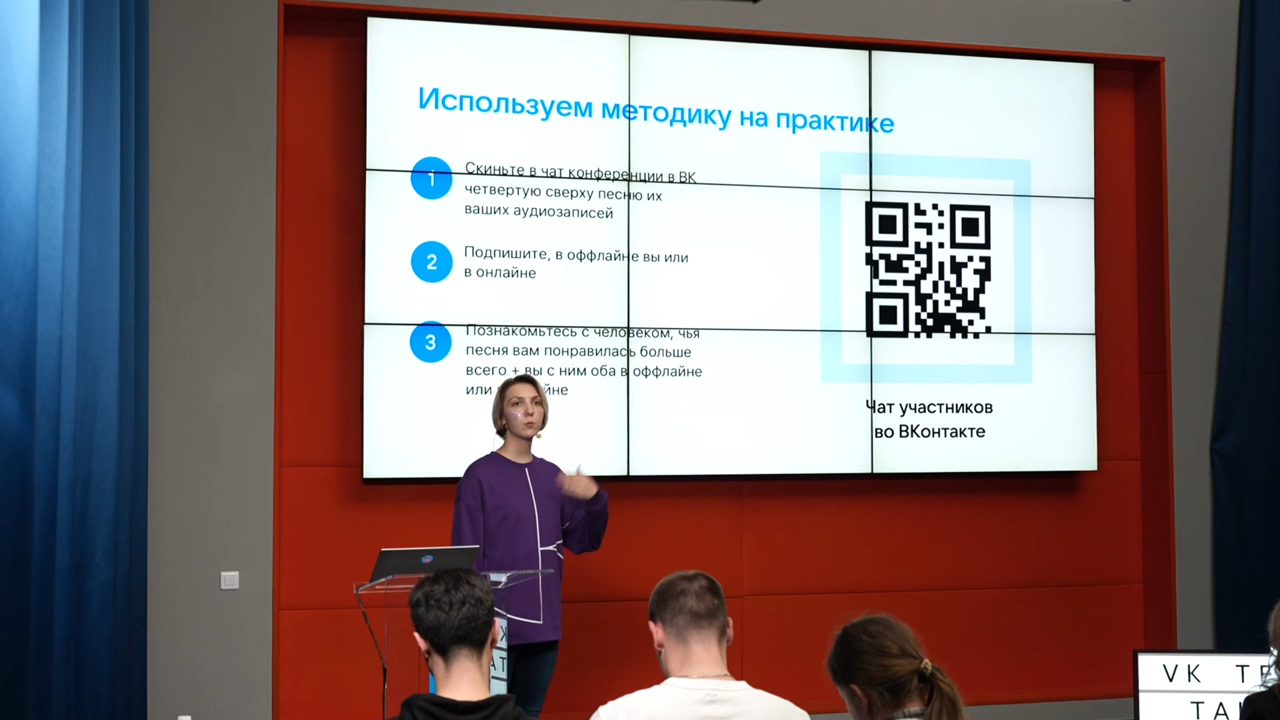 Используем методику на практике
1
Скиньте в чат конференции в ВК
четвертую сверху песню их
ваших аудиозаписей
2
Подпишите, в оффлайне вы или
в онлайне
3
Познакомьтесь с человеком, чья
песня вам понравилась больше
всего + вы с ним оба в оффлайне
или
Чат участников
во ВКонтакте
VK TE
TAL